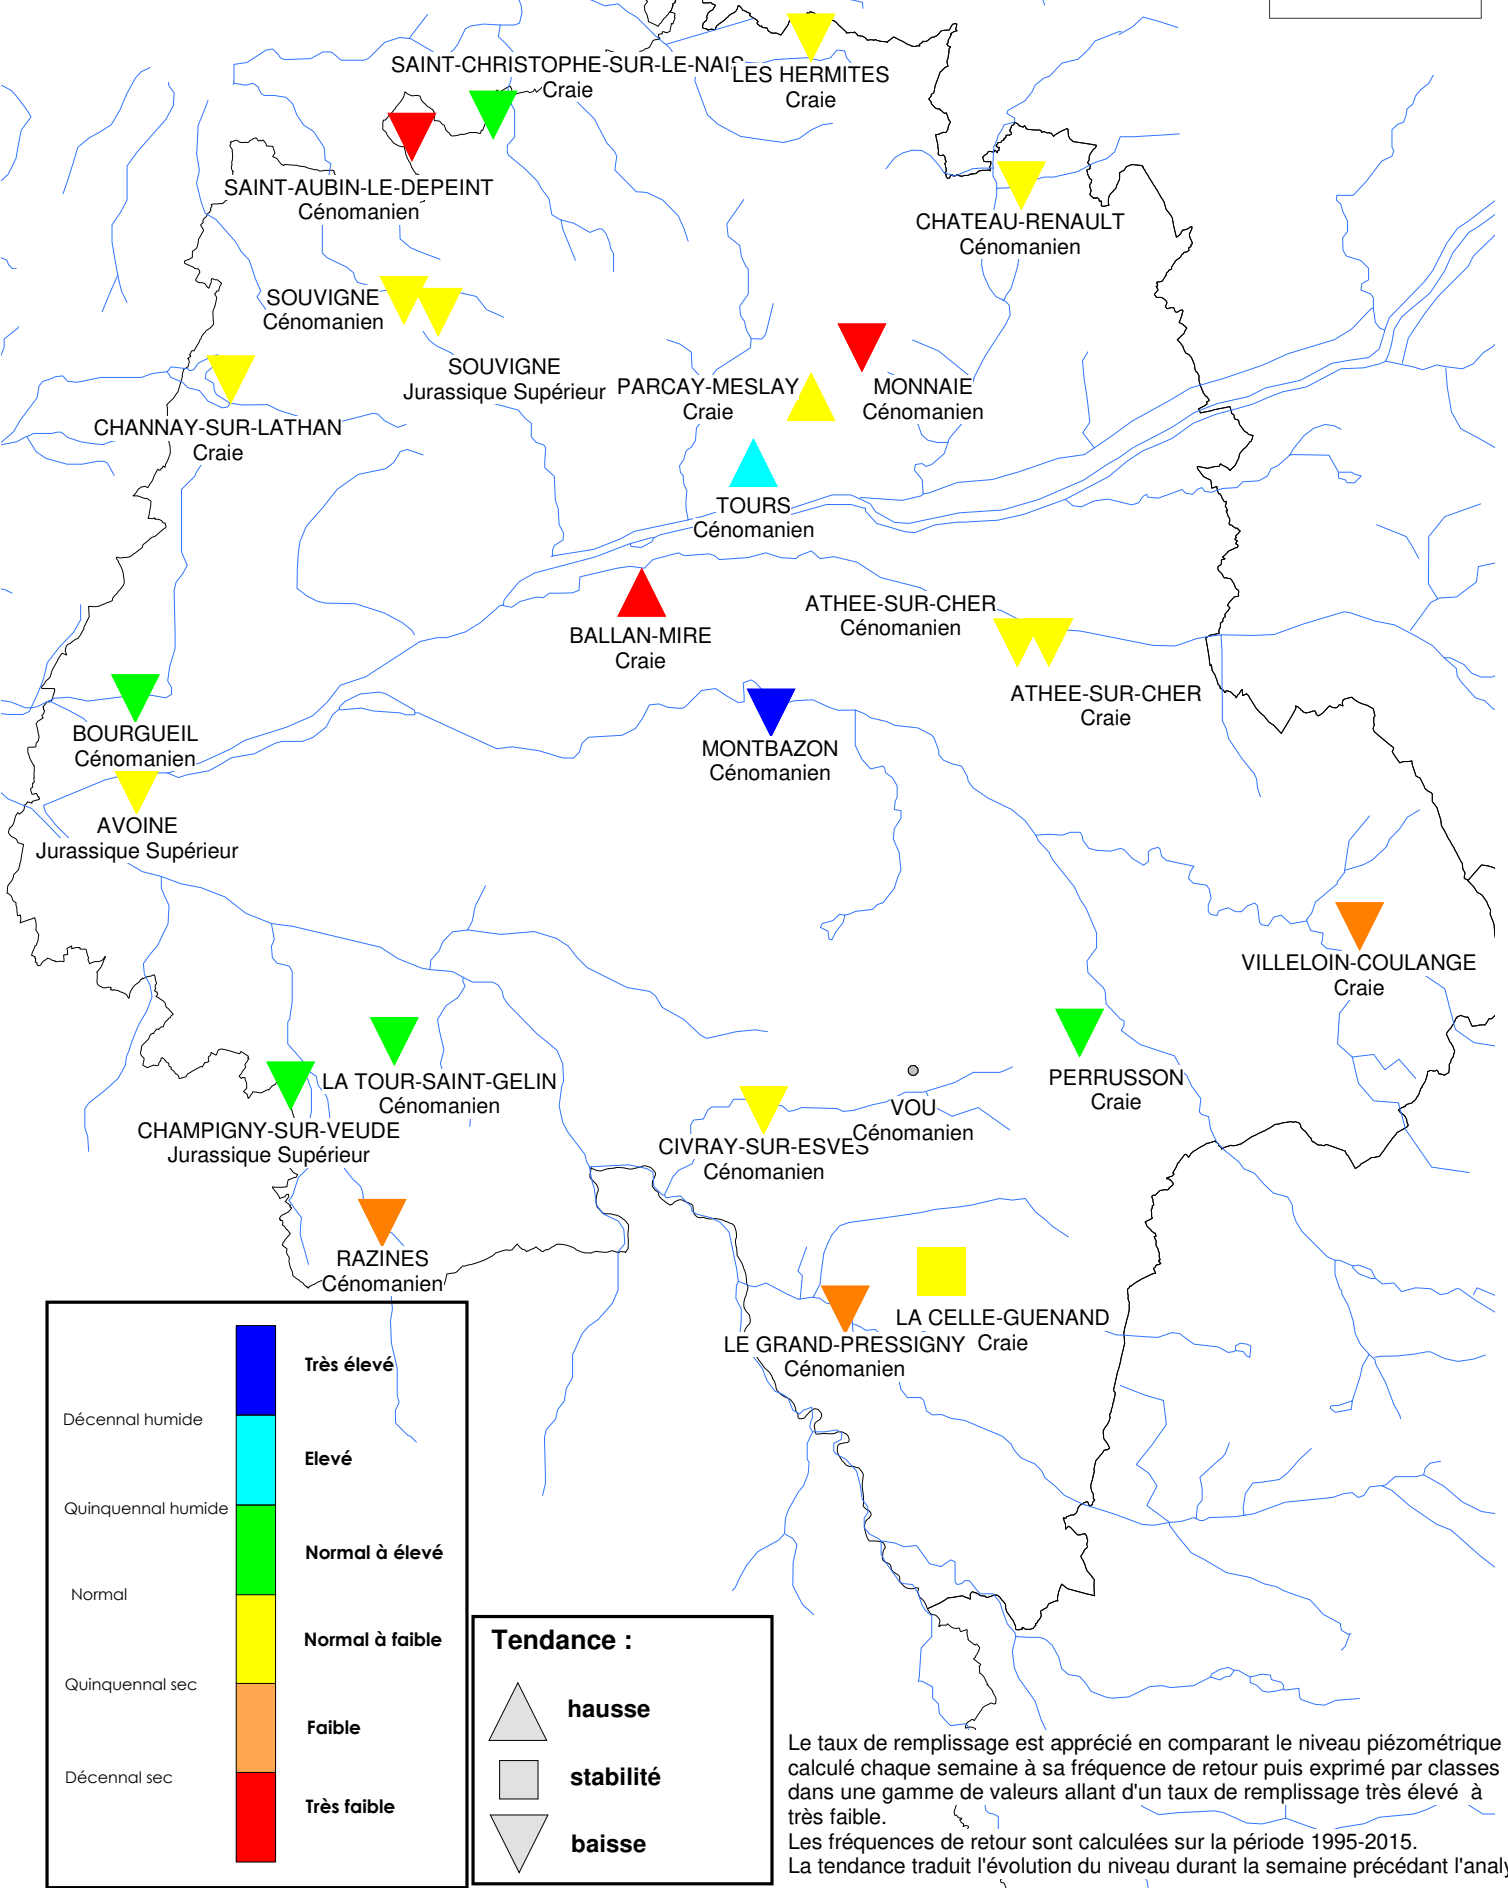 SAINT-CHRISTOPHE-SUR-LE-NAIS
Craie
LES HERMITES
Craie
SAINT-AUBIN-LE-DEPEINT
Cénomanien
CHATEAU-RENAULT
Cénomanien
SOUVIGNE
Cénomanien
SOUVIGNE
Jurassique Supérieur
PARCAY-MESLAY
Craie
MONNAIE
Cénomanien
CHANNAY-SUR-LATHAN
Craie
TOURS
Cénomanien
BALLAN-MIRE
Craie
ATHEE-SUR-CHER
Cénomanien
ATHEE-SUR-CHER
Craie
BOURGUEIL
Cénomanien
MONTBAZON
Cénomanien
AVOINE
Jurassique Supérieur
VILLELOIN-COULANGE
Craie
LA TOUR-SAINT-GELIN
Cénomanien
PERRUSSON
Craie
VOU
Cénomanien
CHAMPIGNY-SUR-VEUDE
Jurassique Supérieur
CIVRAY-SUR-ESVES
Cénomanien
RAZINES
Cénomanien
LA CELLE-GUENAND
Craie
LE GRAND-PRESSIGNY
Cénomanien
Très élevé
Décennal humide
Elevé
Quinquennal humide
Normal à élevé
Normal
Normal à faible
Quinquennal sec
Faible
Décennal sec
Très faible
Tendance :
hausse
stabilité
baisse
Le taux de remplissage est apprécié en comparant le niveau piézométrique
calculé chaque semaine à sa fréquence de retour puis exprimé par classes
dans une gamme de valeurs allant d'un taux de remplissage très élevé à
très faible.
Les fréquences de retour sont calculées sur la période 1995-2015.
La tendance traduit l'évolution du niveau durant la semaine précédant l'analy